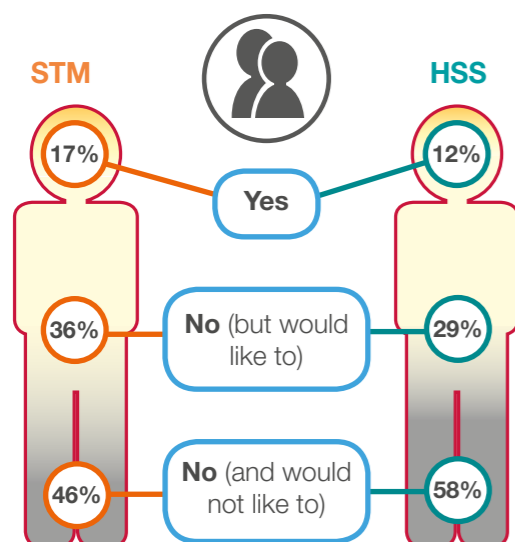 STM
HSS
17%
Yes
12%
36%
No (but would
like to)
29%
46%
No (and would
not like to)
58%